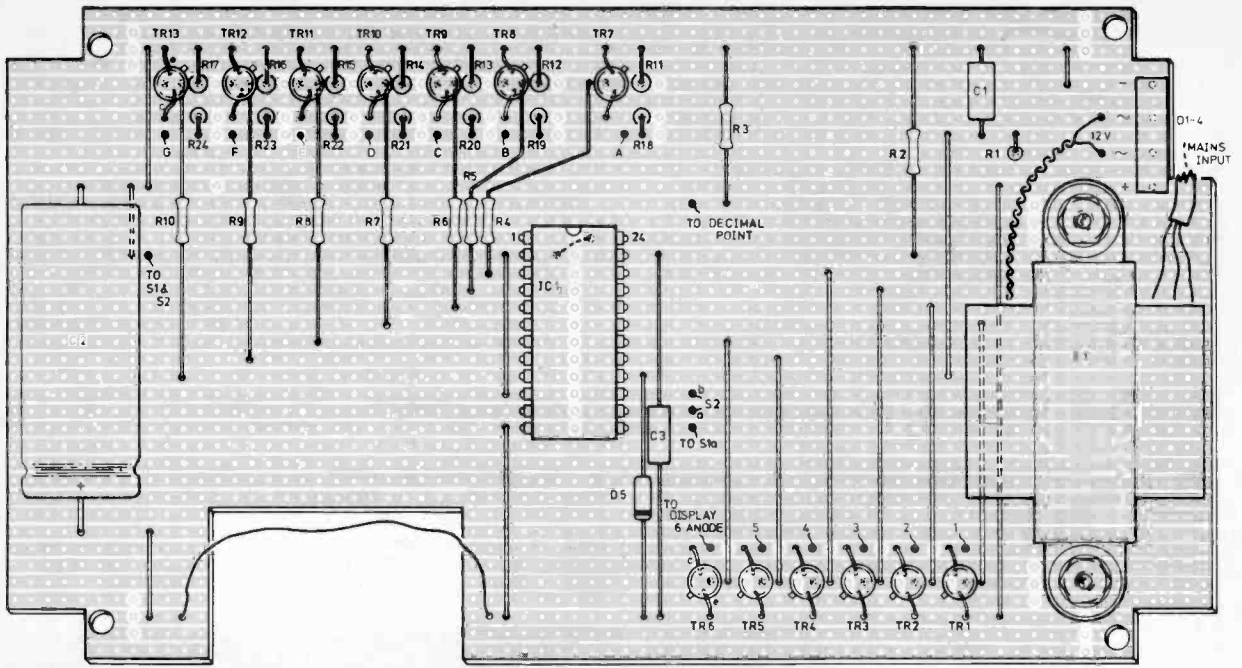 TR13 TR12 TR11 TR10 TR9 TR8 TR7
R17 R16 R15 R14 R13 R12 R11
e
c
R24 R23 R22 R21 R20 R19 R18
G F E D C B A
R3
R2
C1
R1
12V
D1-4
-
~
~
+
MAINS
INPUT
R10 R9 R8 R7 R6 R5 R4
TO
S1&
S2
C2
+
1 24
IC1
TO DECIMAL
POINT
b
S2
a
TO S1a
C3
D5
TO
DISPLAY
6 ANODE 5 4 3 2 1
c
e
TR6 TR5 TR4 TR3 TR2 TR1